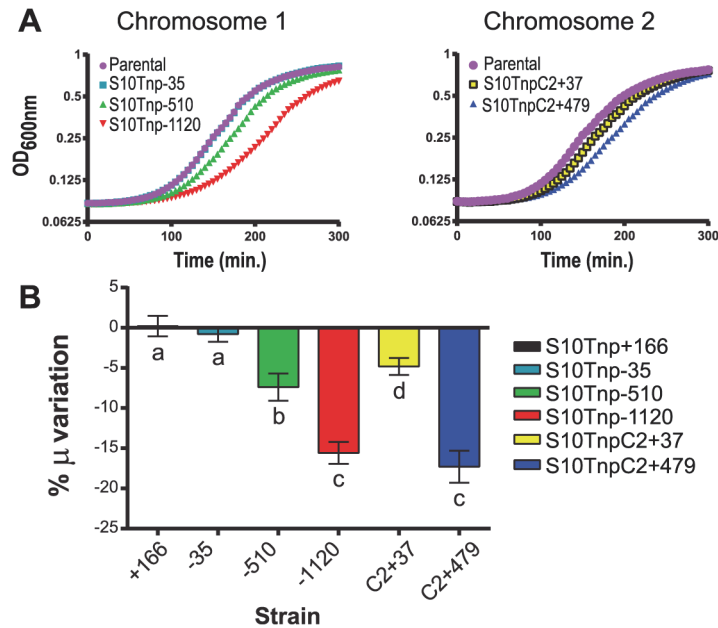 A
Chromosome 1
Chromosome 2
OD600nm
1
0.5
0.25
0.125
0.0625
Parental
S10Tnp-35
S10Tnp-510
S10Tnp-1120
0
100
200
300
Time (min.)
1
0.5
0.25
0.125
0.0625
Parental
S10TnpC2+37
S10TnpC2+479
0
100
200
300
Time (min.)
B
% μ variation
5
0
-5
-10
-15
-20
-25
a
a
b
c
d
c
+166
-35
-510
-1120
C2+37
C2+479
Strain
S10Tnp+166
S10Tnp-35
S10Tnp-510
S10Tnp-1120
S10TnpC2+37
S10TnpC2+479